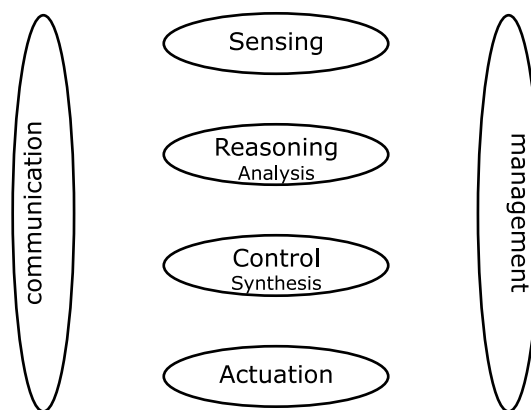 communication
Sensing
Reasoning
Analysis
Control
Synthesis
Actuation
management